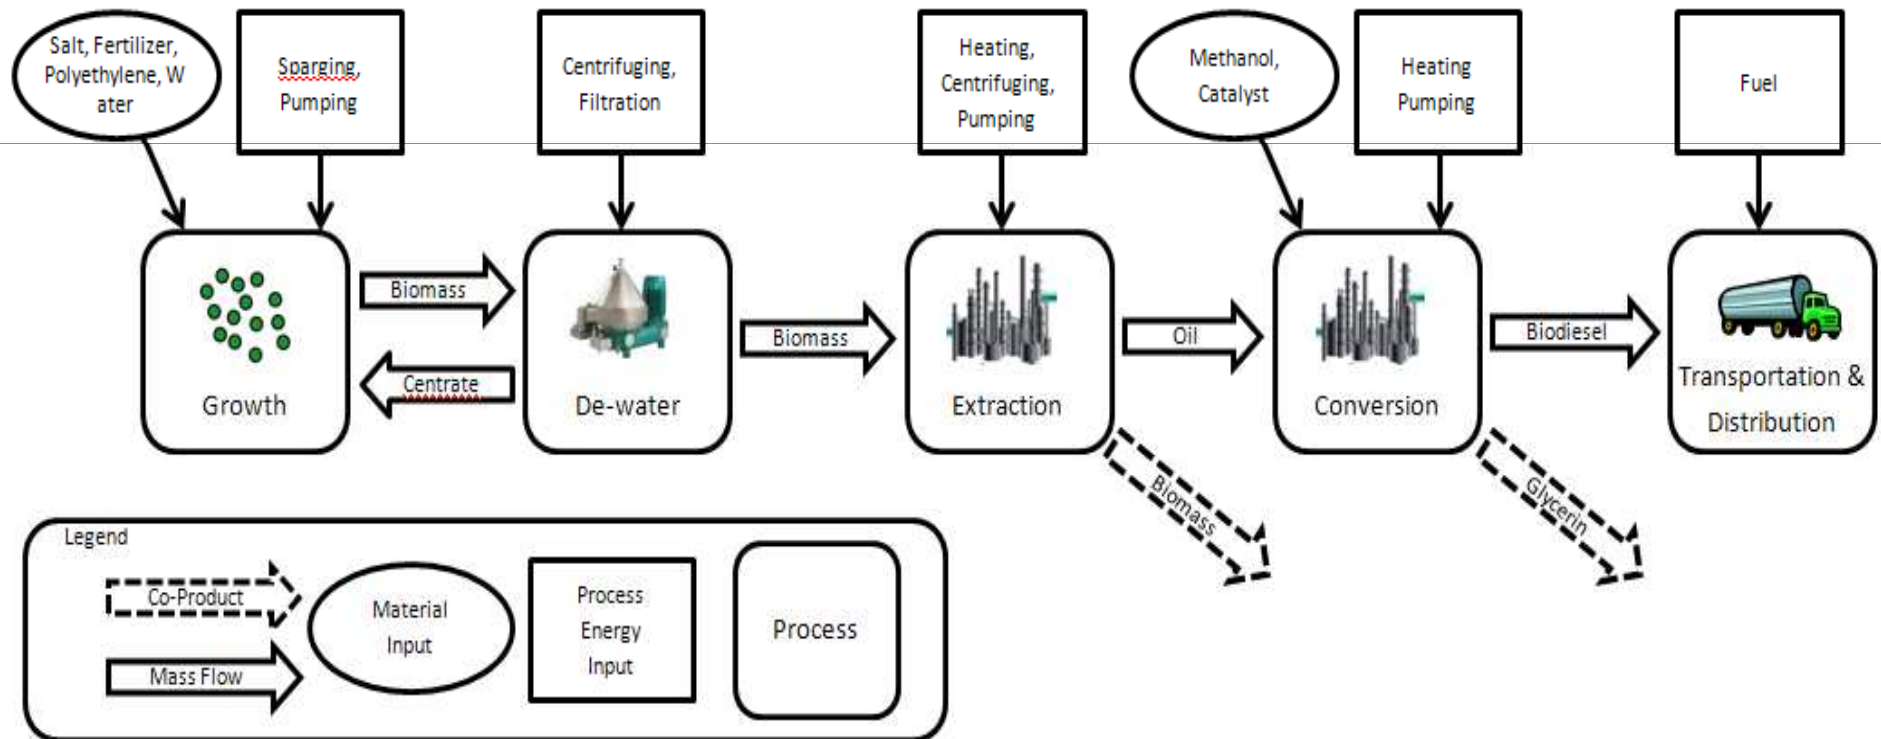 Salt, Fertilizer,
Polyethylene, W
ater
Sparging,
Pumping
Centrifuging,
Filtration
Heating,
Centrifuging,
Pumping
Methanol,
Catalyst
Heating
Pumping
Fuel
Growth
Biomass
Centrate
De-water
Biomass
Extraction
Oil
Conversion
Biodiesel
Transportation &
Distribution
Biomass
Glycerin
Legend
Co-Product
Mass Flow
Material
Input
Process
Energy
Input
Process